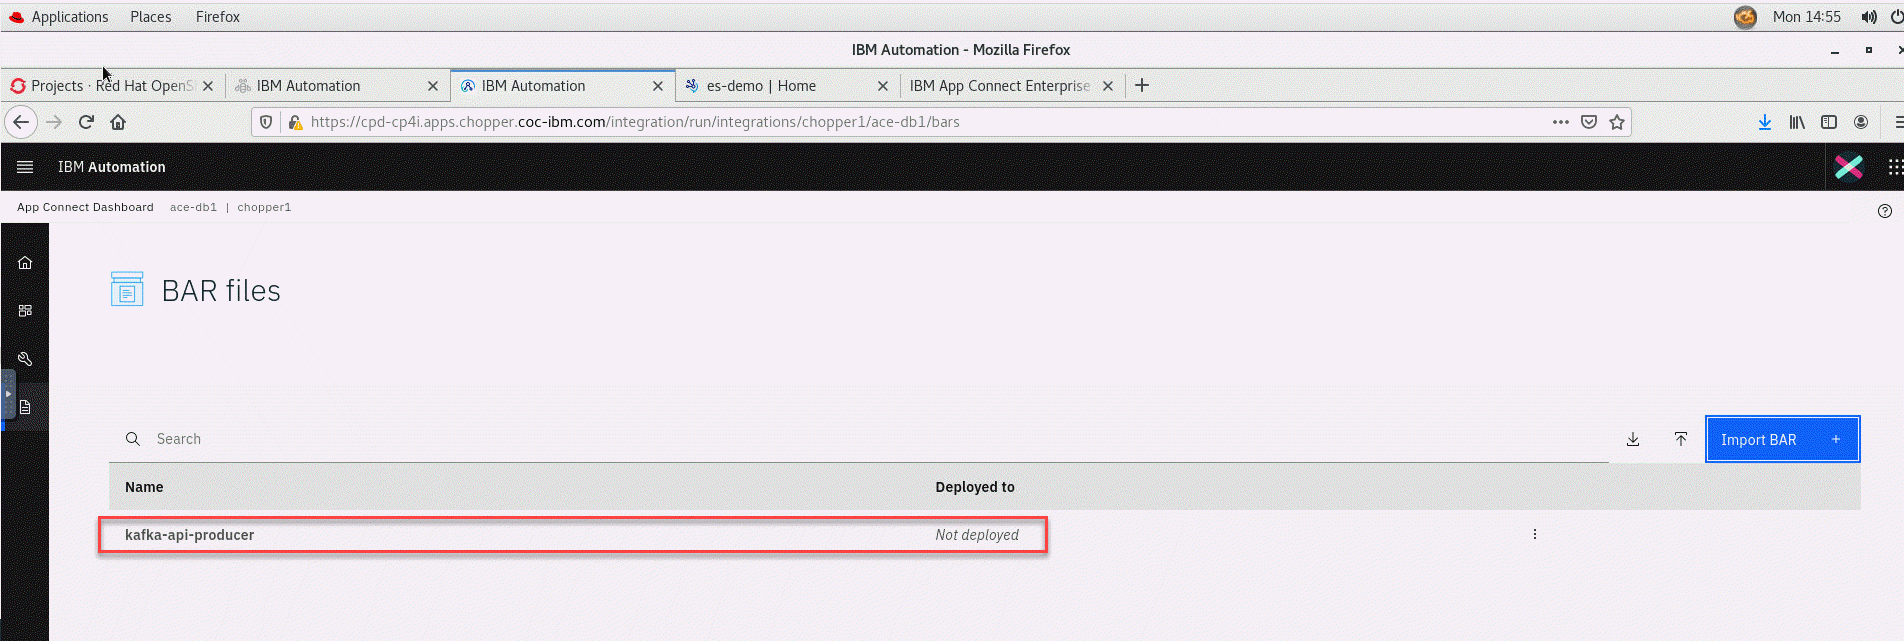 Applications Places Firefox Mon 14:55
IBM Automation - Mozilla Firefox
Projects · Red Hat OpenS IBM Automation IBM Automation es-demo | Home IBM App Connect Enterprise
https://cpd-cp4i.apps.chopper.coc-ibm.com/integration/run/integrations/chopper1/ace-db1/bars
IBM Automation
App Connect Dashboard ace-db1 | chopper1
BAR files
Search Import BAR +
Name Deployed to
kafka-api-producer Not deployed